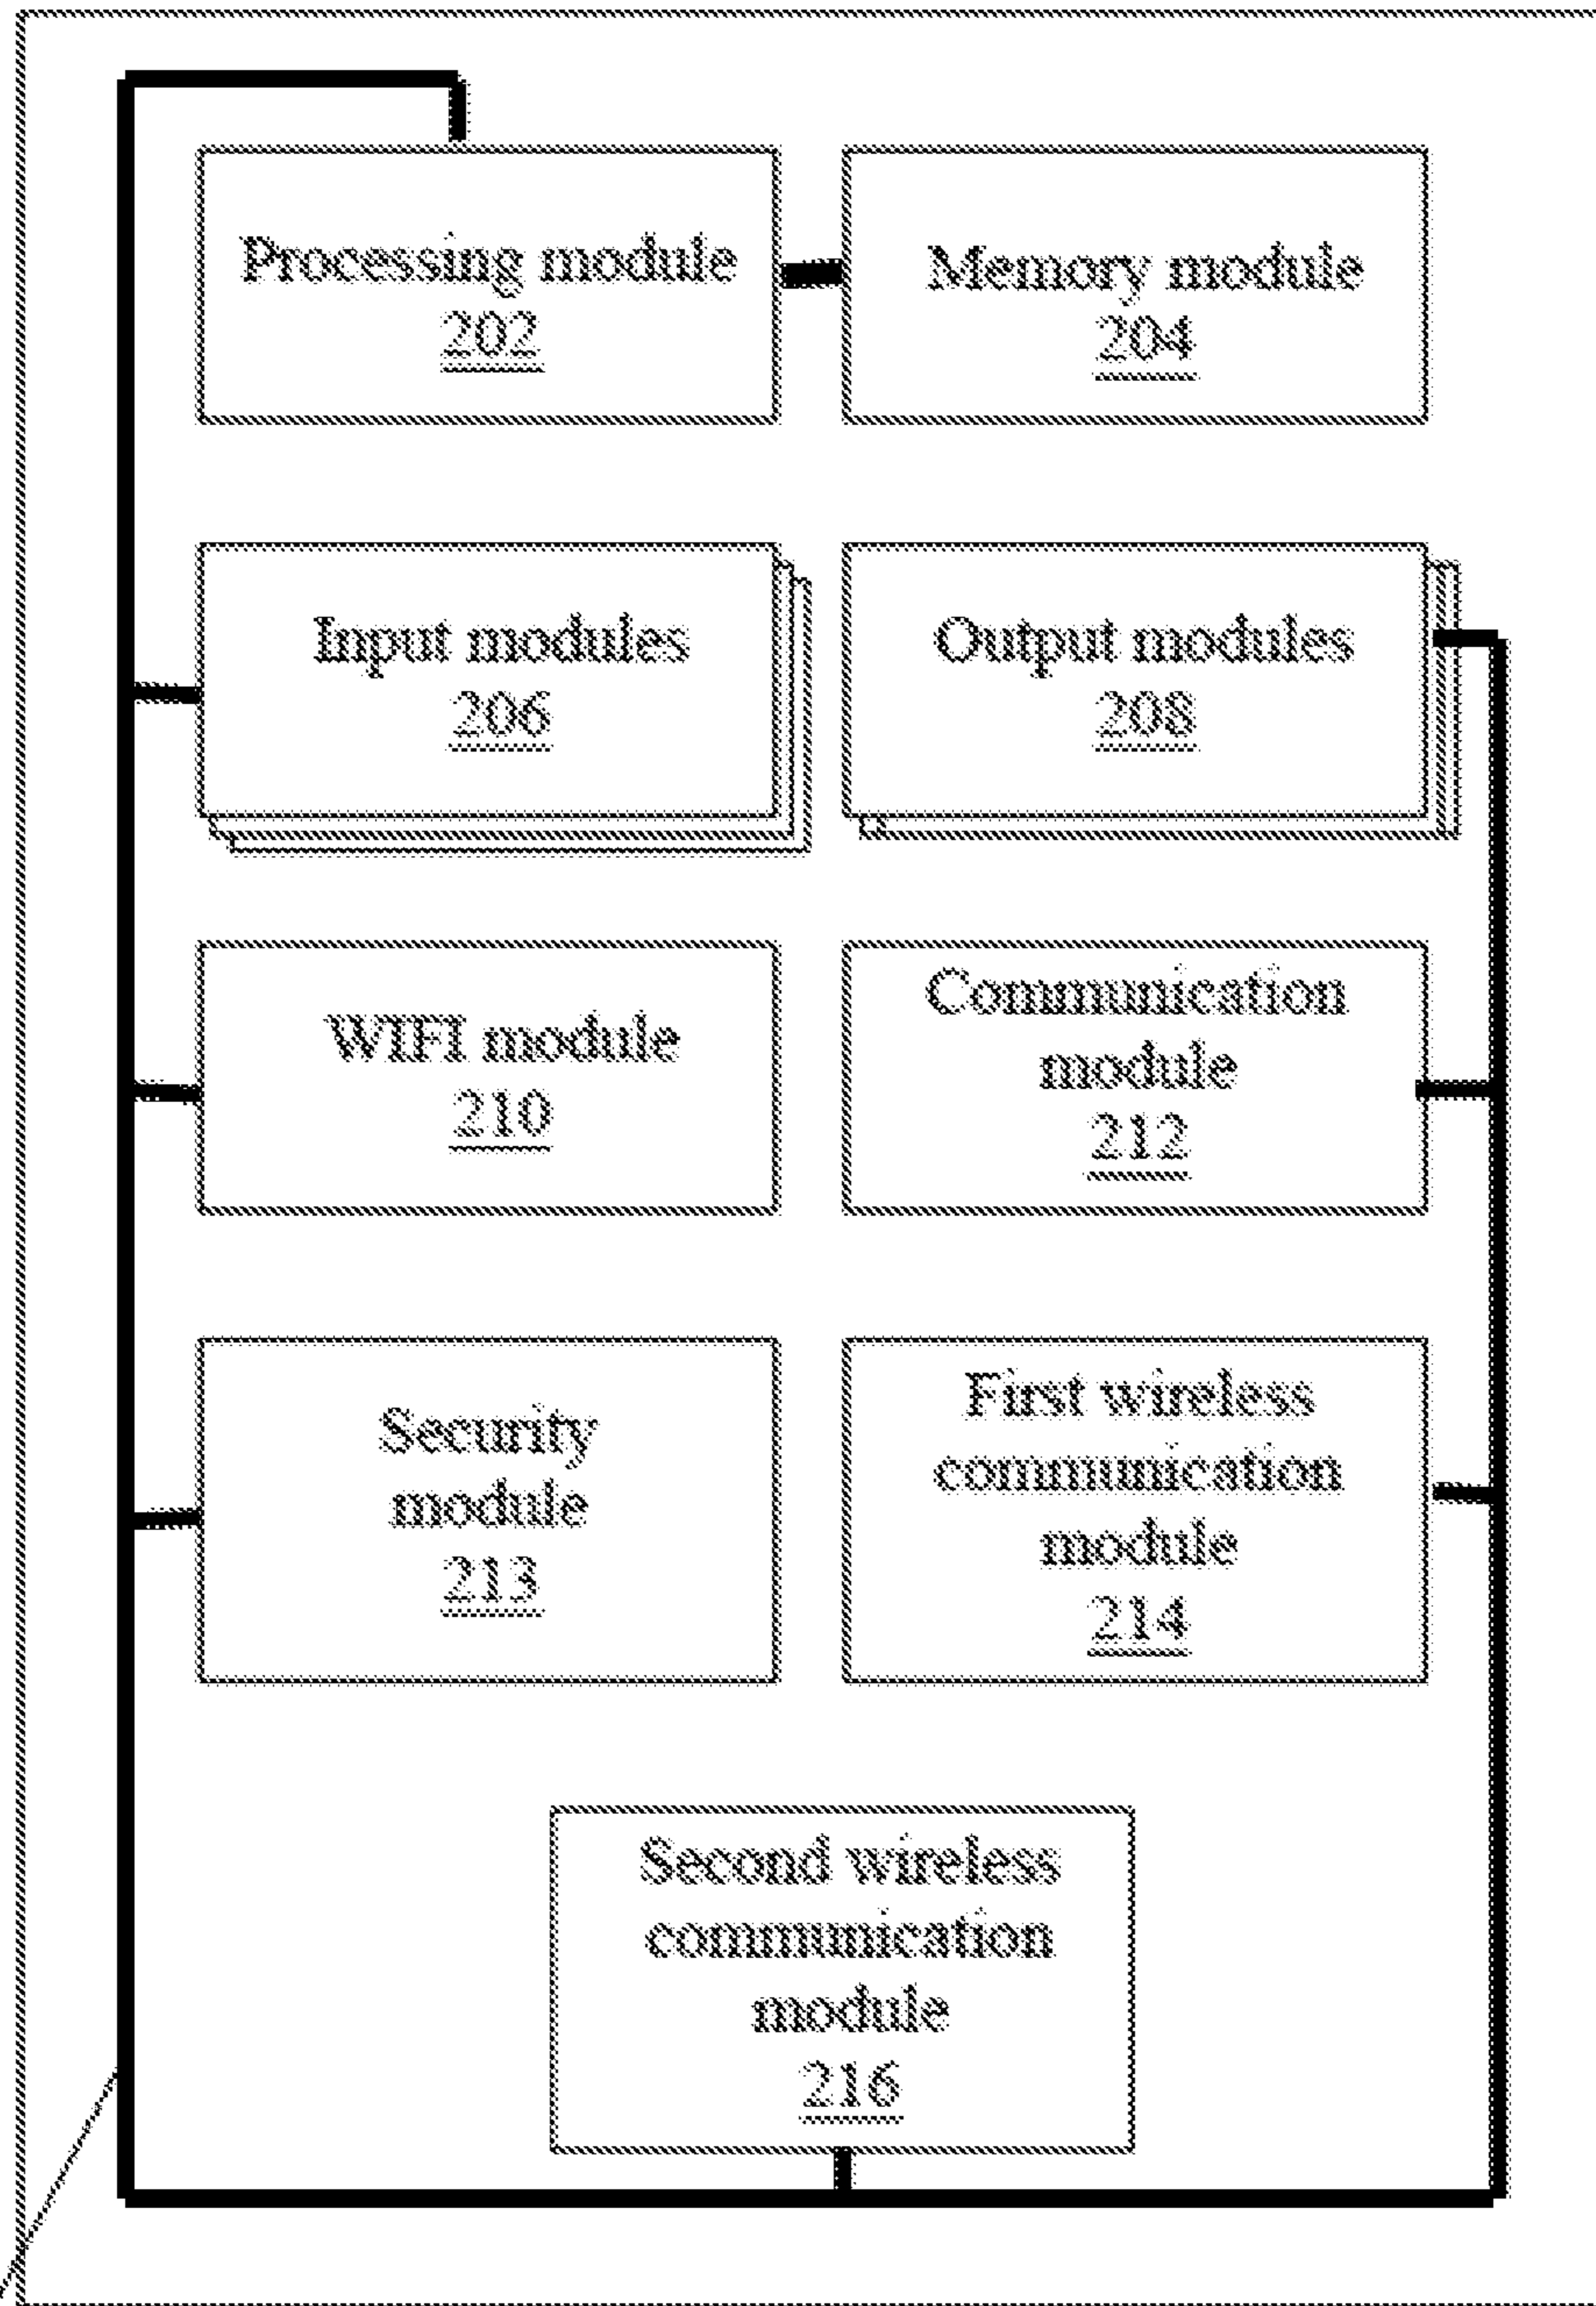 Processing module
202
Memory module
204
Input modules
206
Output modules
208
WIFI module
210
Communication
module
212
Security
module
213
First wireless
communication
module
214
Second wireless
communication
module
216